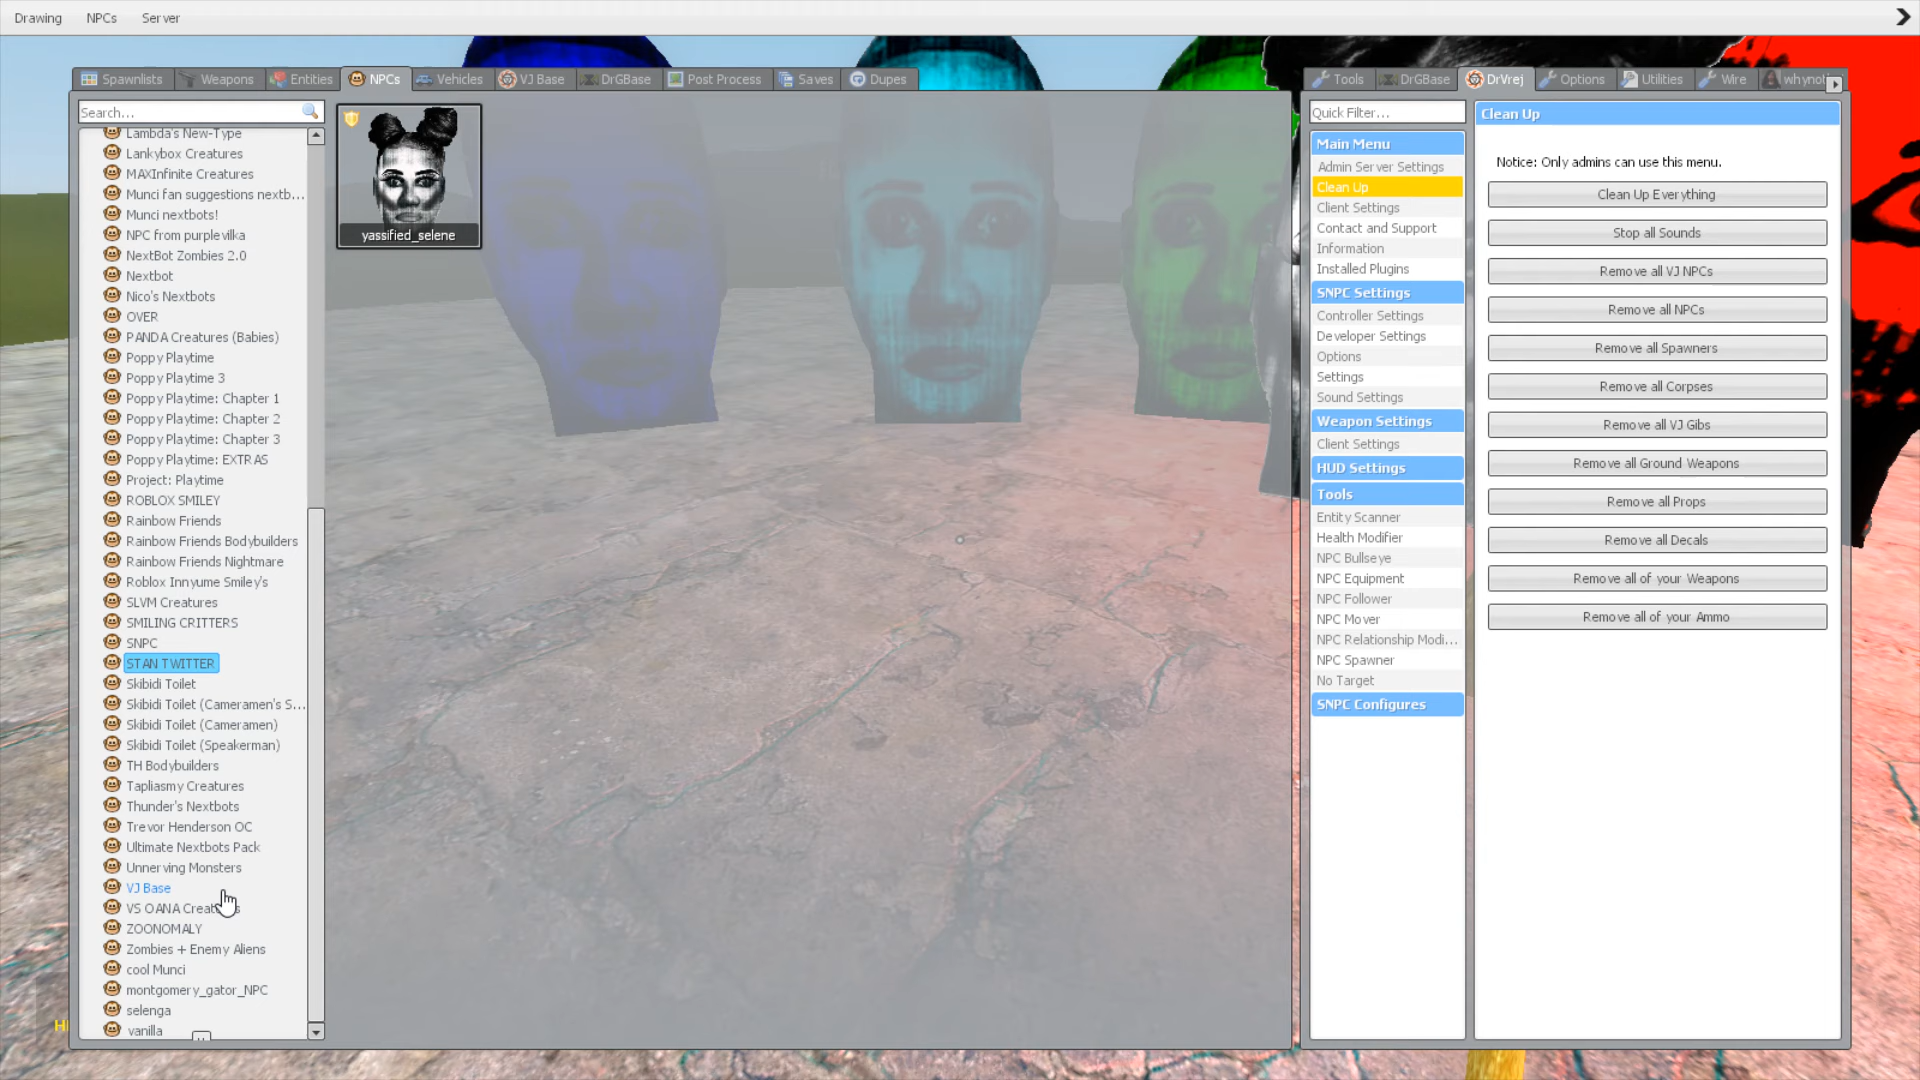 Drawing NPCs Server
Spawnlists Weapons Entities NPCs Vehicles VJ Base DrGBase Post Process Saves Dupes
Search...
Lambda's New-Type
Lankybox Creatures
MAXInfinite Creatures
Munci fan suggestions nextb...
Munci nextbots!
NPC from purplevilka
NextBot Zombies 2.0
Nextbot
Nico's Nextbots
OVER
PANDA Creatures (Babies)
Poppy Playtime
Poppy Playtime 3
Poppy Playtime: Chapter 1
Poppy Playtime: Chapter 2
Poppy Playtime: Chapter 3
Poppy Playtime: EXTRAS
Project: Playtime
ROBLOX SMILEY
Rainbow Friends
Rainbow Friends Bodybuilders
Rainbow Friends Nightmare
Roblox Innyume Smiley's
SLVM Creatures
SMILING CRITTERS
SNPC
STAN TWITTER
Skibidi Toilet
Skibidi Toilet (Cameramen's S...
Skibidi Toilet (Cameramen)
Skibidi Toilet (Speakerman)
TH Bodybuilders
Tapliasmy Creatures
Thunder's Nextbots
Trevor Henderson OC
Ultimate Nextbots Pack
Unnerving Monsters
VJ Base
VS OANA
ZOONOMALY
Zombies + Enemy Aliens
cool Munci
montgomery_gator_NPC
selenga
vanilla
yassified_selene
Tools DrGBase DrVrej Options Utilities Wire
Quick Filter...
Main Menu
Admin Server Settings
Clean Up
Client Settings
Contact and Support
Information
Installed Plugins
SNPC Settings
Controller Settings
Developer Settings
Options
Settings
Sound Settings
Weapon Settings
Client Settings
HUD Settings
Tools
Entity Scanner
Health Modifier
NPC Bullseye
NPC Equipment
NPC Follower
NPC Mover
NPC Relationship Modi...
NPC Spawner
No Target
SNPC Configures
Clean Up
Notice: Only admins can use this menu.
Clean Up Everything
Stop all Sounds
Remove all VJ NPCs
Remove all NPCs
Remove all Spawners
Remove all Corpses
Remove all VJ Gibs
Remove all Ground Weapons
Remove all Props
Remove all Decals
Remove all of your Weapons
Remove all of your Ammo